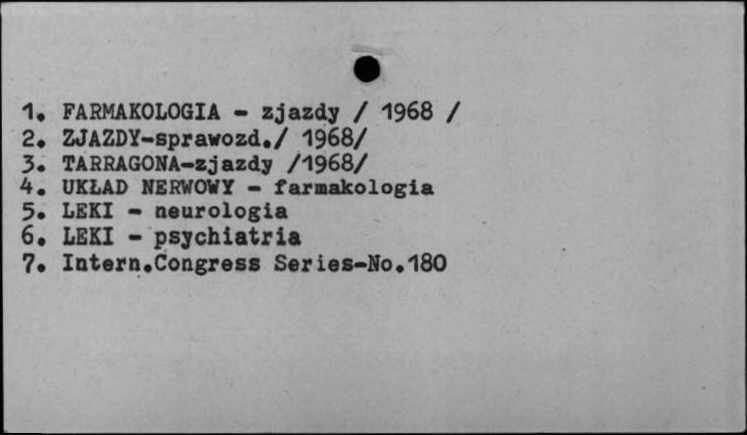 1. FARMAKOLOGIA - zjazdy / 1968 /
2. ZJAZDY-sprawozd./ 1968/
3. TARRAGONA-zjazdy /1968/
4. UKŁAD NERWOWY - farmakologia
5. LEKI - neurologia
6. LEKI - psychiatria
7. Intern.Congress Series-No.180